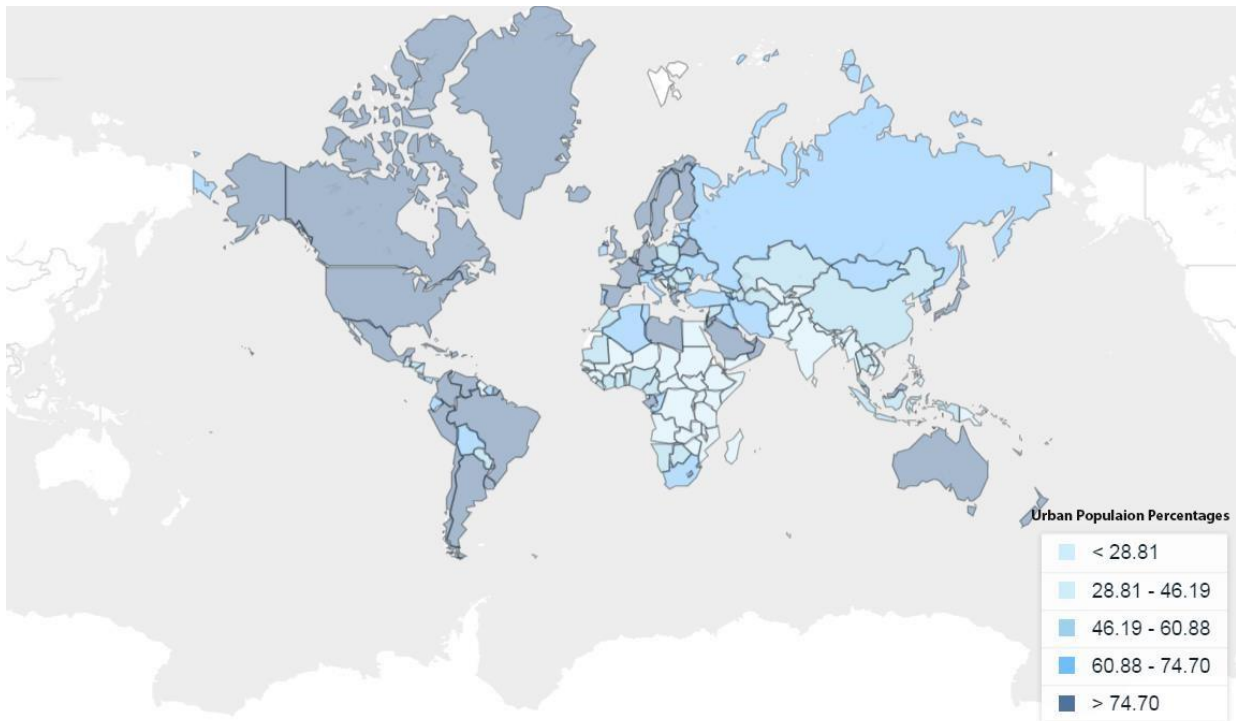 Urban Populaion Percentages
< 28.81
28.81 - 46.19
46.19 - 60.88
60.88 - 74.70
> 74.70